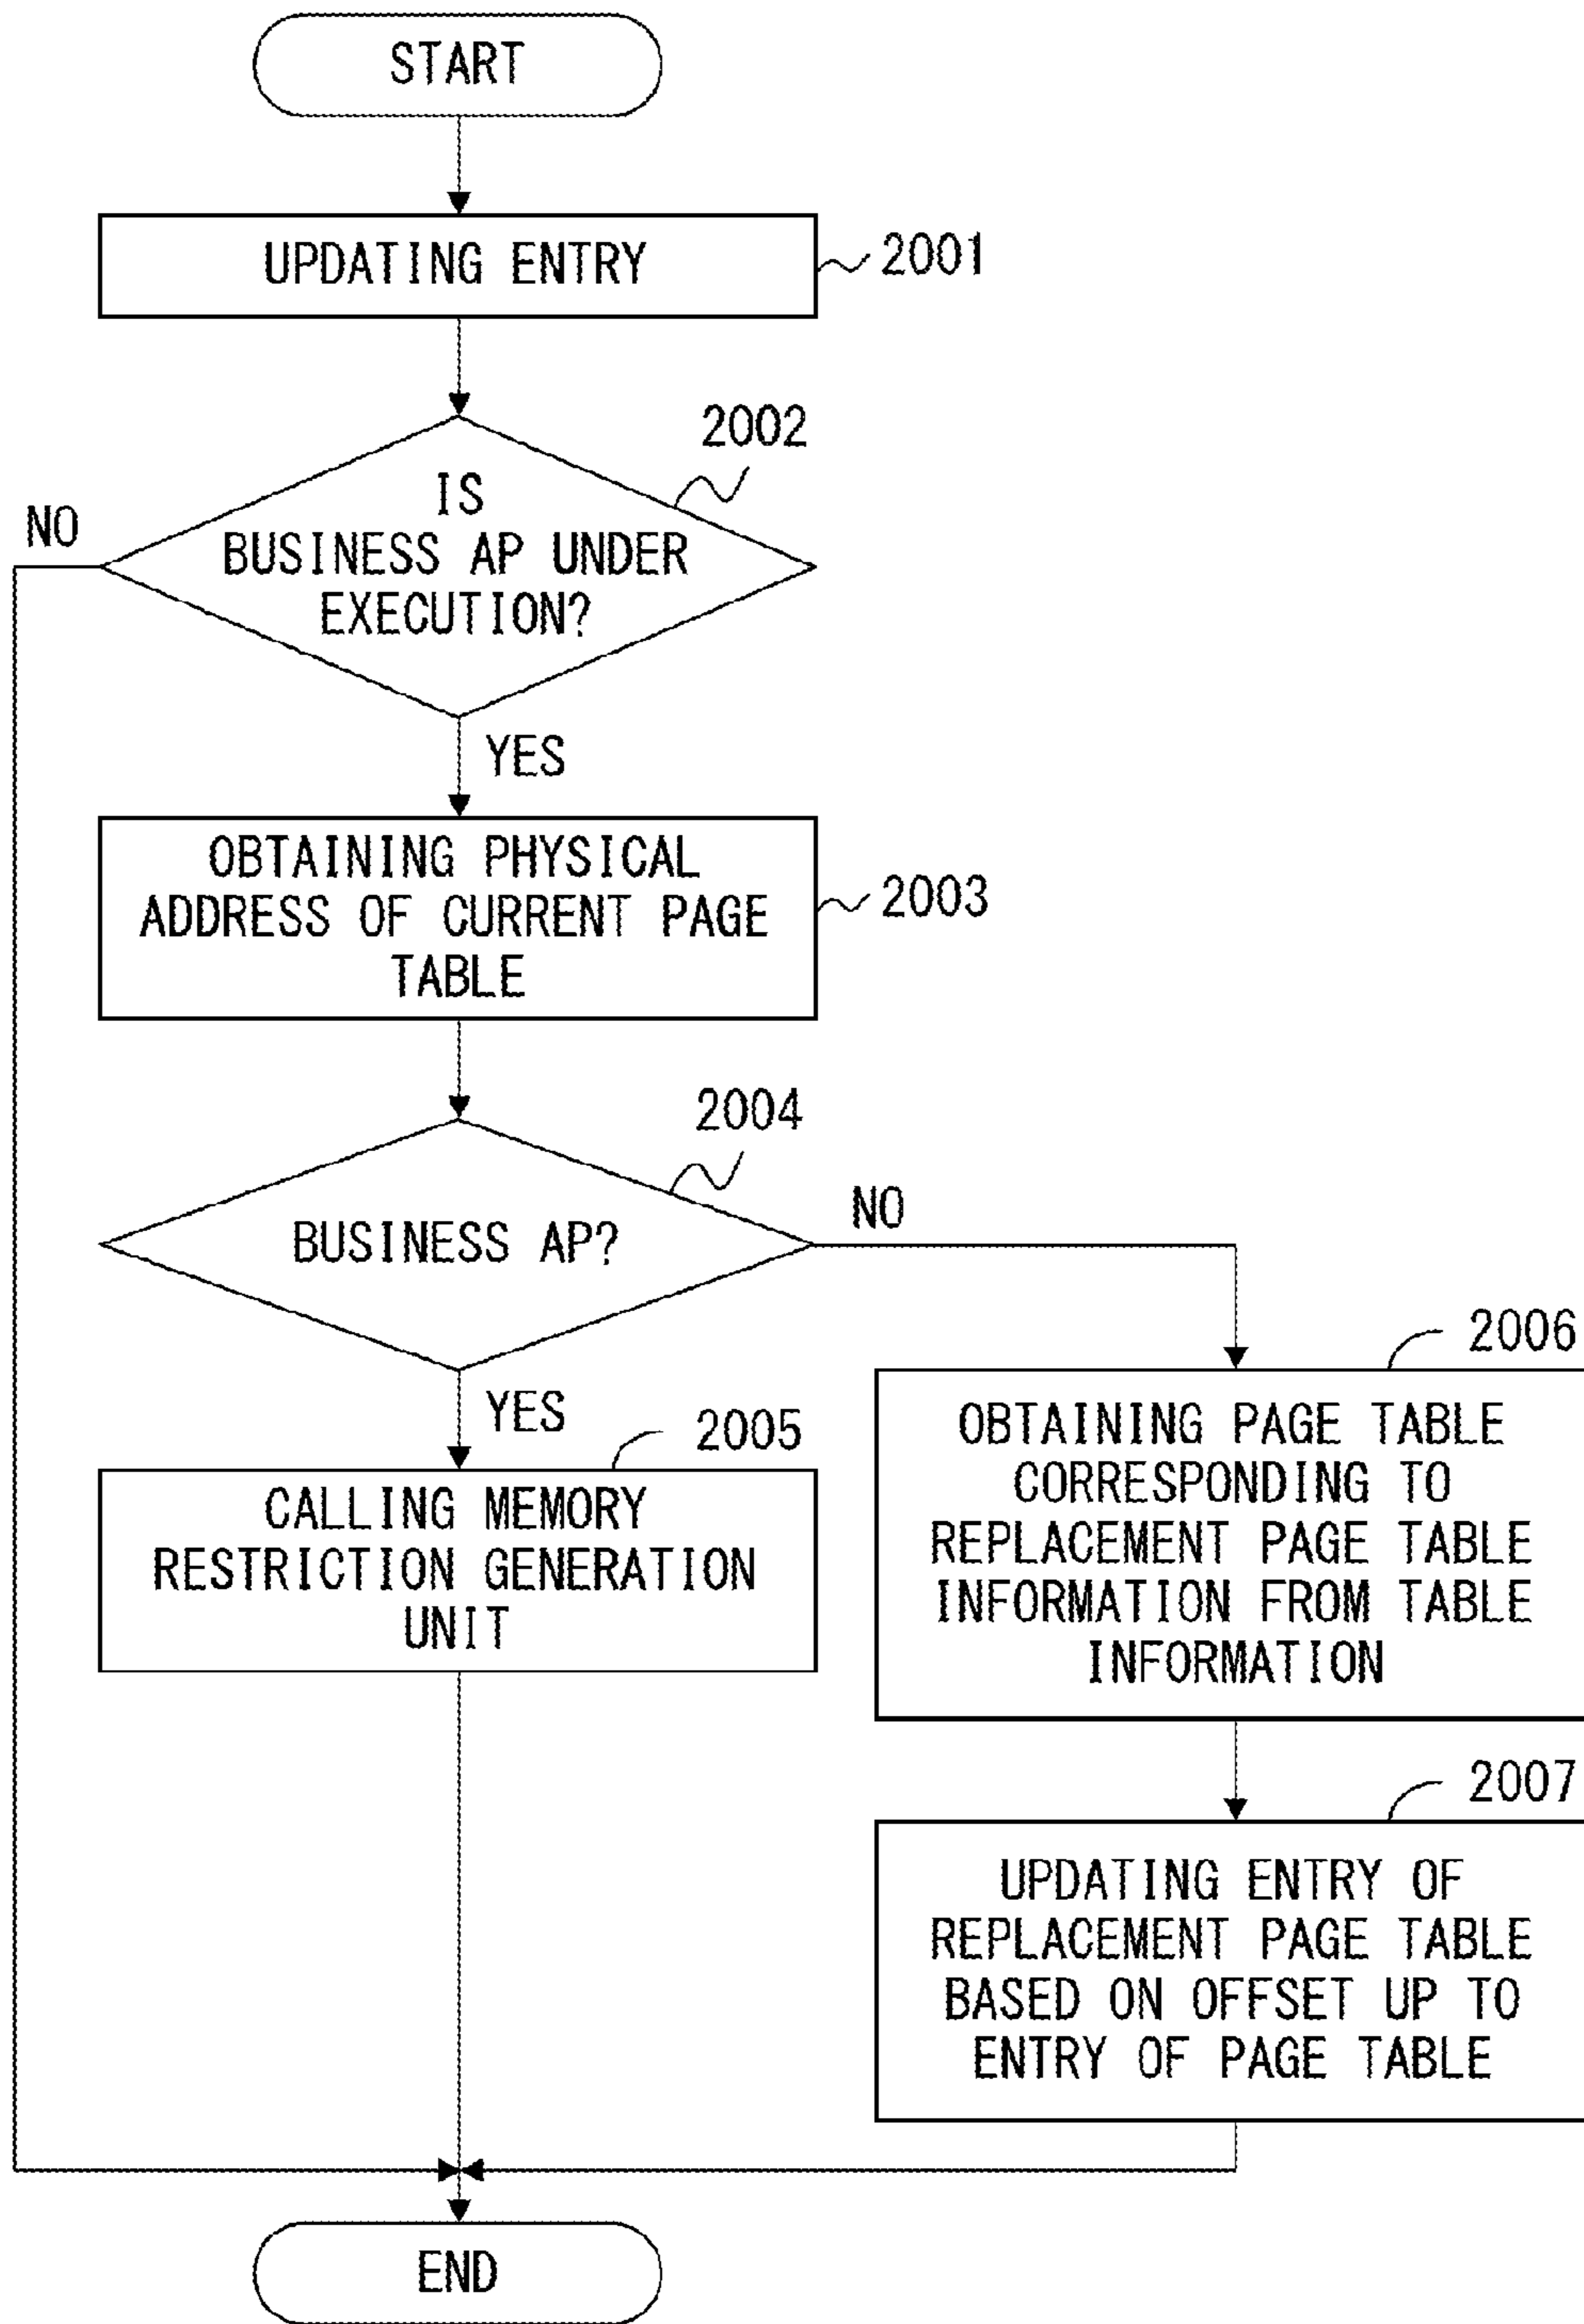 START
UPDATING ENTRY
2001
2002
IS
BUSINESS AP UNDER
EXECUTION?
NO
YES
OBTAINING PHYSICAL
ADDRESS OF CURRENT PAGE
TABLE
2003
2004
BUSINESS AP?
NO
YES
2005
CALLING MEMORY
RESTRICTION GENERATION
UNIT
2006
OBTAINING PAGE TABLE
CORRESPONDING TO
REPLACEMENT PAGE TABLE
INFORMATION FROM TABLE
INFORMATION
2007
UPDATING ENTRY OF
REPLACEMENT PAGE TABLE
BASED ON OFFSET UP TO
ENTRY OF PAGE TABLE
END